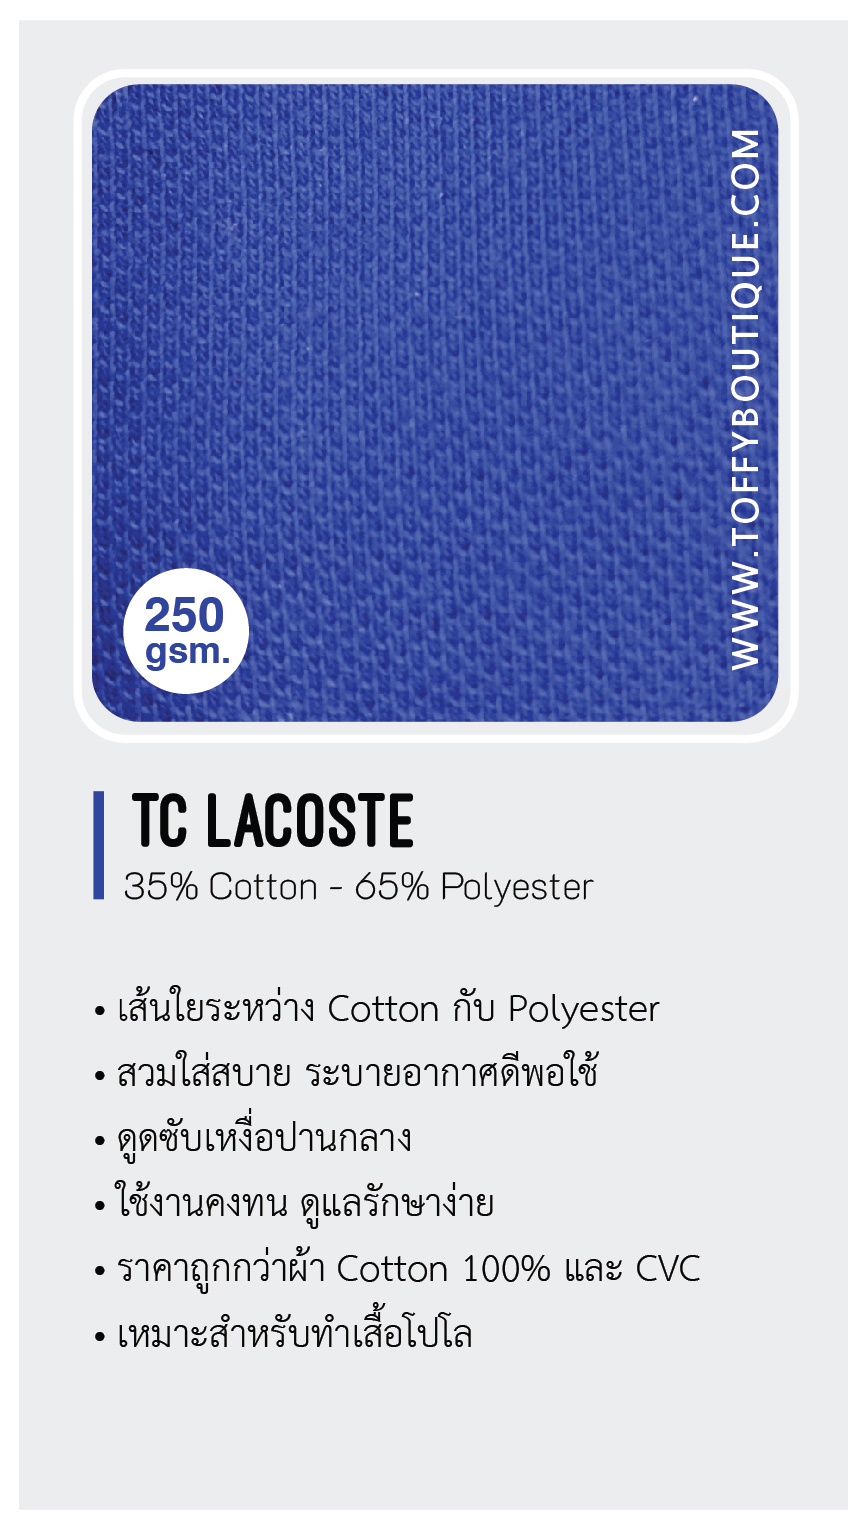 WWW.TOFFYBOUTIQUE.COM
250
gsm.
TC LACOSTE
35% Cotton - 65% Polyester
• เส้นใยระหว่าง Cotton กับ Polyester
• สวมใส่สบาย ระบายอากาศดีพอใช้
• ดูดซับเหงื่อปานกลาง
• ใช้งานคงทน ดูแลรักษาง่าย
• ราคาถูกกว่าผ้า Cotton 100% และ CVC
• เหมาะสำหรับทำเสื้อโปโล